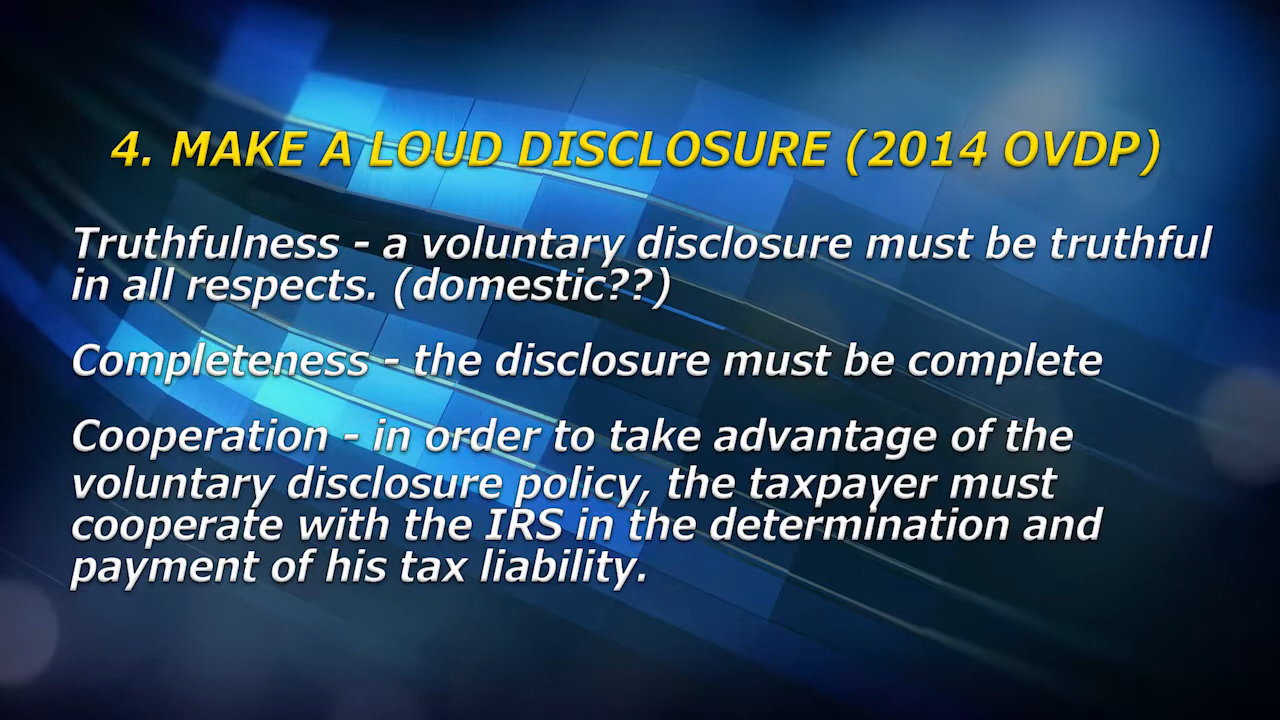 4. MAKE A LOUD DISCLOSURE (2014 OVDP)
Truthfulness - a voluntary disclosure must be truthful
in all respects. (domestic??)
Completeness - the disclosure must be complete
Cooperation - in order to take advantage of the
voluntary disclosure policy, the taxpayer must
cooperate with the IRS in the determination and
payment of his tax liability.